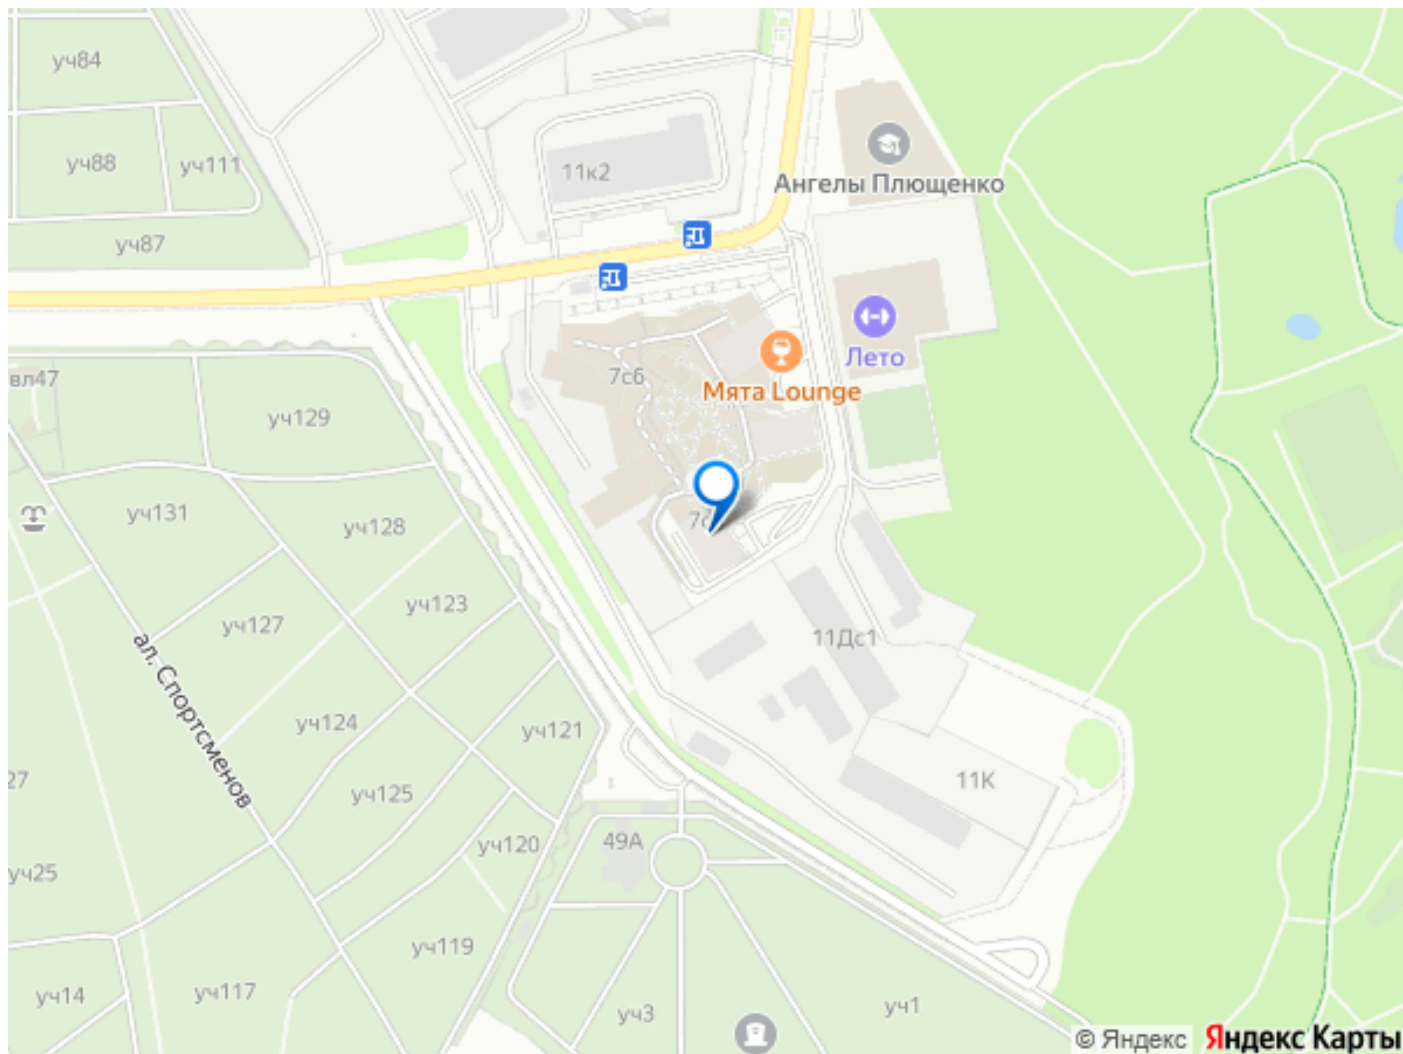 уч84
уч88
уч111
уч87
11к2
Ангелы Плющенко
вл47
7с6
Лето
Мята Lounge
уч129
уч131
уч128
уч123
уч127
11Дс1
ал. Спортсменов
уч124
уч121
27
уч125
11К
49А
уч120
уч25
уч119
уч14
уч117
уч3
уч1
© Яндекс
Яндекс Карты